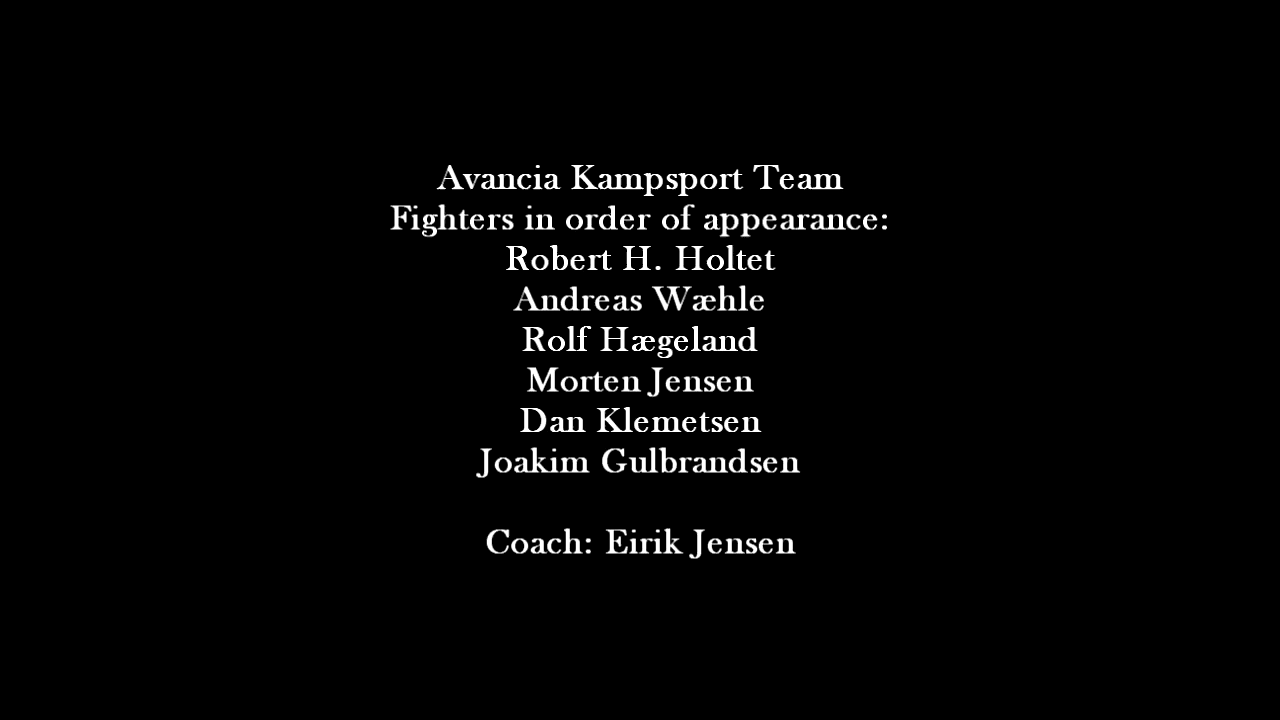 Avancia Kampsport Team
Fighters in order of appearance:
Robert H. Holtet
Andreas Wæhle
Rolf Hægeland
Morten Jensen
Dan Klemetsen
Joakim Gulbrandsen
Coach: Eirik Jensen